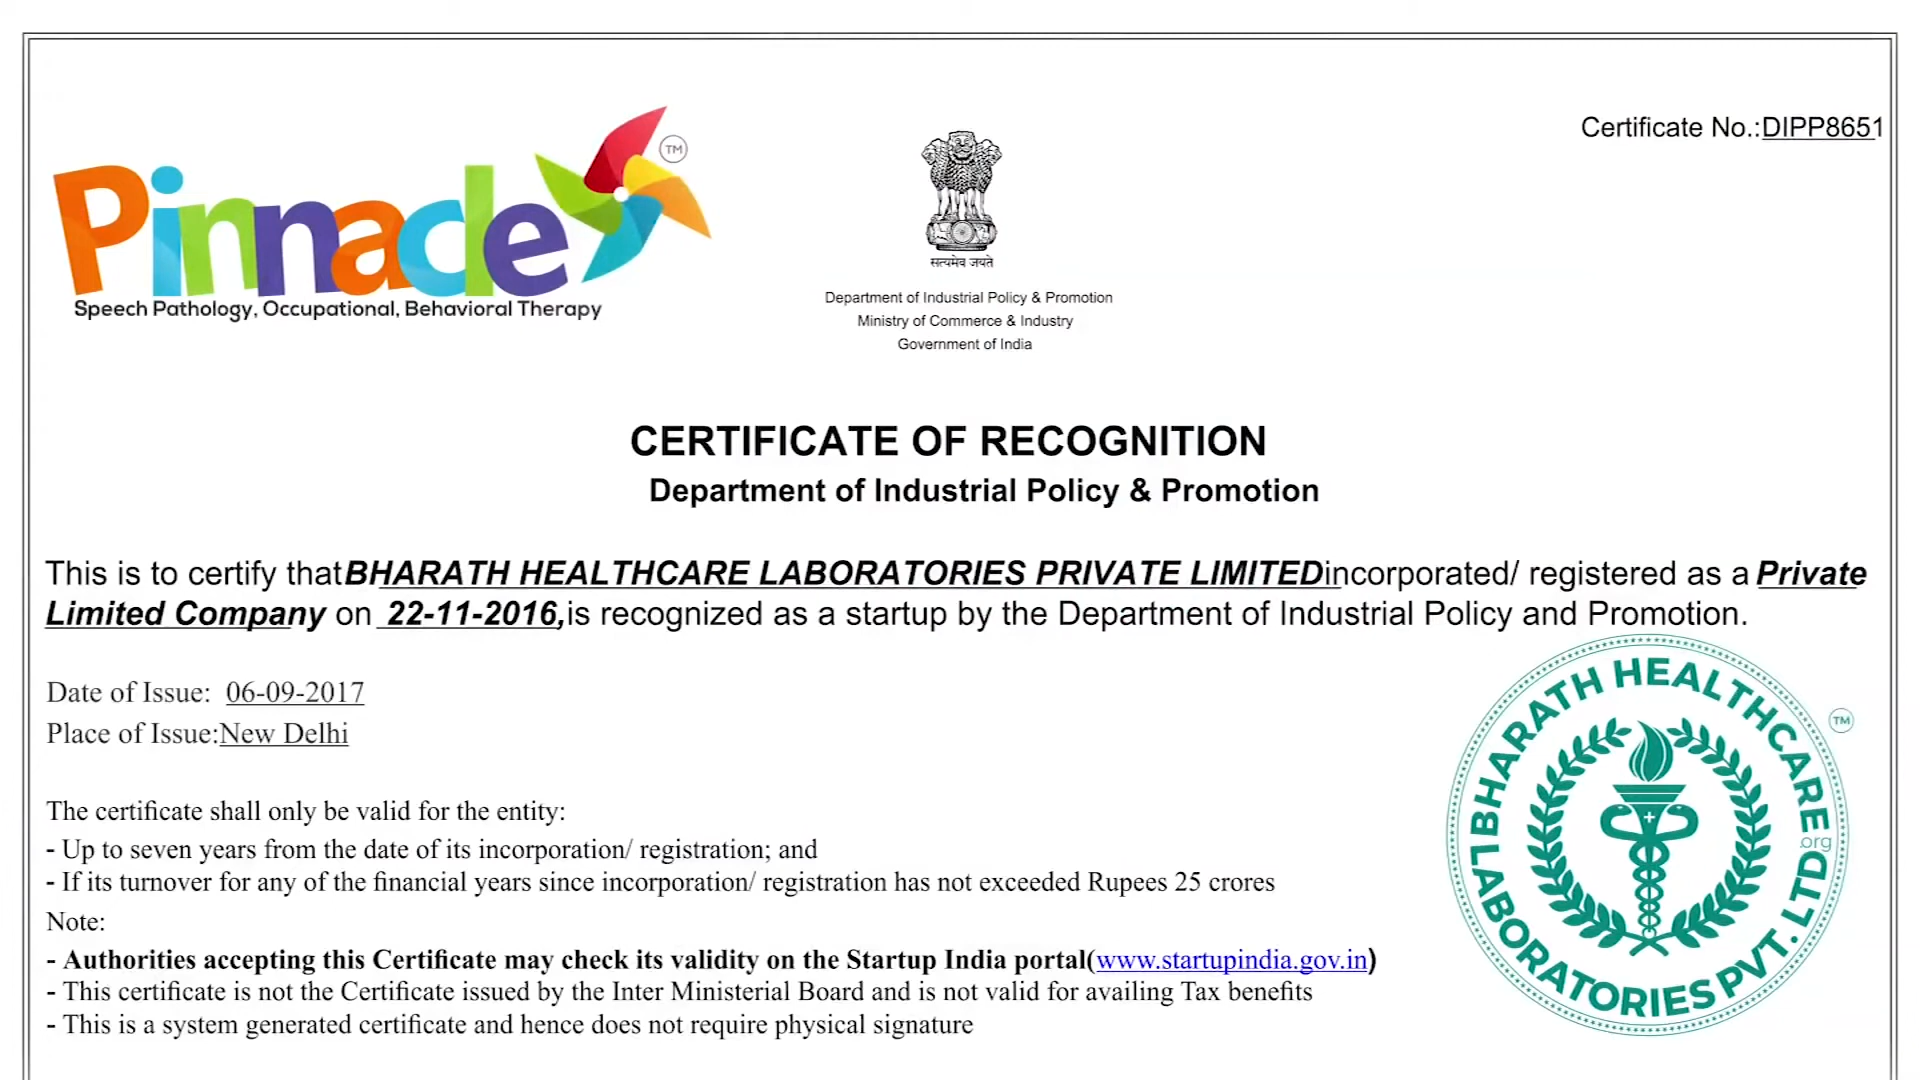 Pinnacle
TM
Speech Pathology, Occupational, Behavioral Therapy
सत्यमेव जयते
Department of Industrial Policy & Promotion
Ministry of Commerce & Industry
Government of India
Certificate No.:DIPP8651
CERTIFICATE OF RECOGNITION
Department of Industrial Policy & Promotion
This is to certify that BHARATH HEALTHCARE LABORATORIES PRIVATE LIMITED incorporated/ registered as a Private
Limited Company on 22-11-2016, is recognized as a startup by the Department of Industrial Policy and Promotion.
Date of Issue: 06-09-2017
Place of Issue:New Delhi
The certificate shall only be valid for the entity:
- Up to seven years from the date of its incorporation/ registration; and
- If its turnover for any of the financial years since incorporation/ registration has not exceeded Rupees 25 crores
Note:
- Authorities accepting this Certificate may check its validity on the Startup India portal(www.startupindia.gov.in)
- This certificate is not the Certificate issued by the Inter Ministerial Board and is not valid for availing Tax benefits
- This is a system generated certificate and hence does not require physical signature
BHARATH HEALTHCARE
LABORATORIES PVT. LTD
.org
TM